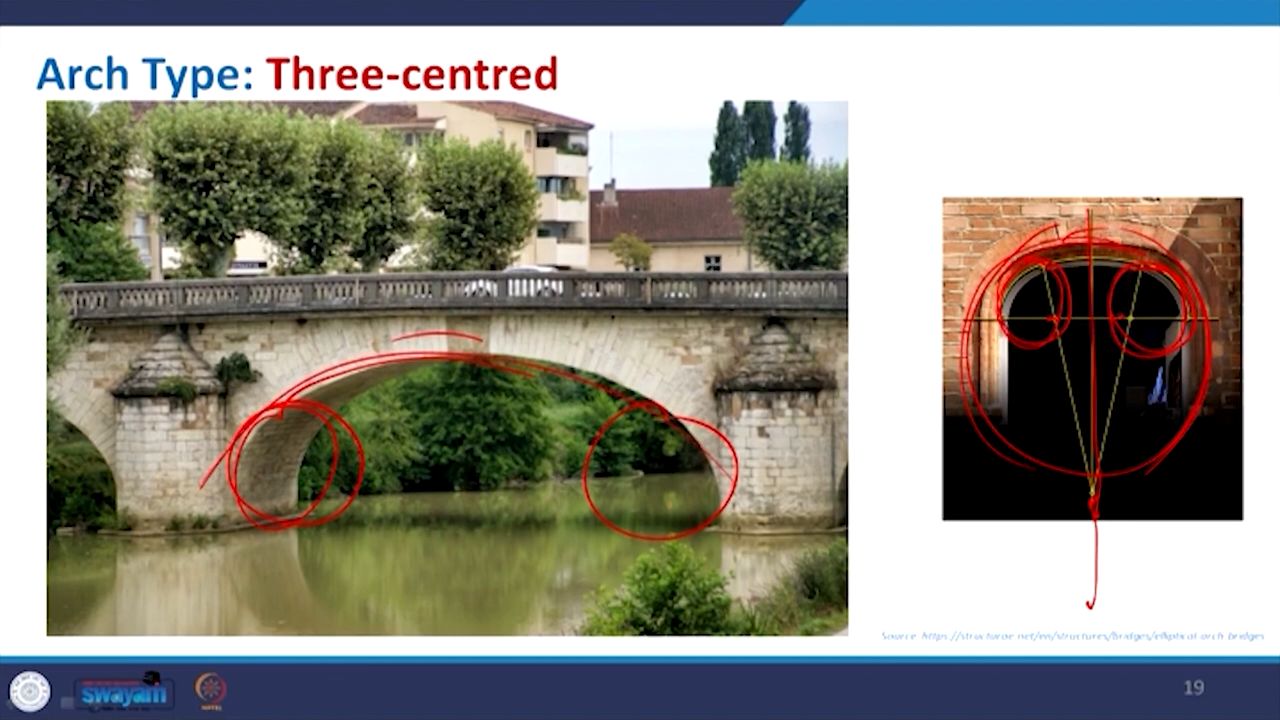 Arch Type: Three-centred
Source: https://structurae.net/en/structures/bridges/elliptical-arch-bridges
swayam
19